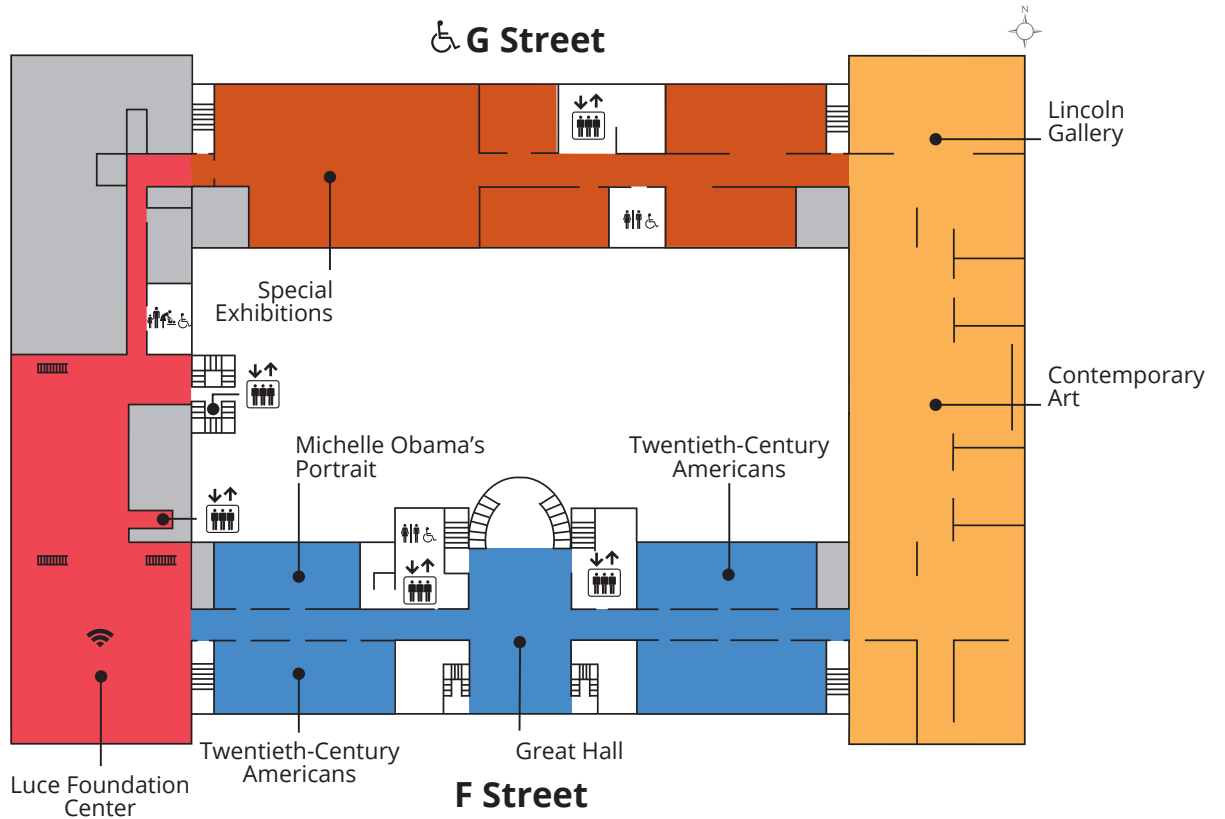 N
G Street
Lincoln
Gallery
Special
Exhibitions
Contemporary
Art
Michelle Obama's
Portrait
Twentieth-Century
Americans
Twentieth-Century
Americans
Great Hall
Luce Foundation
Center
F Street